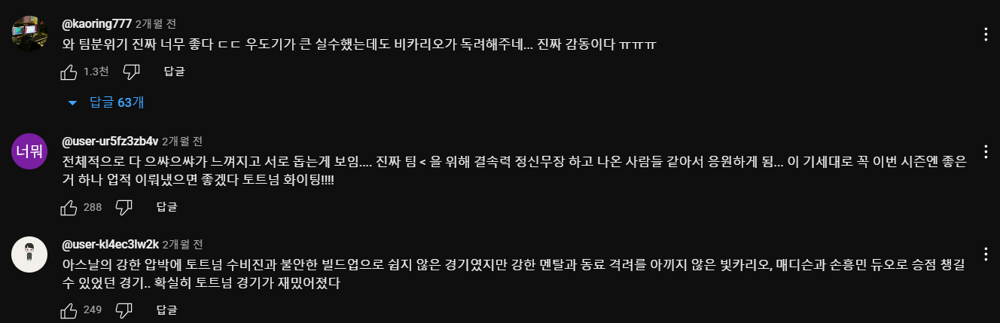 @kaoring777 2개월 전
와 팀분위기 진짜 너무 좋다 ㄷㄷ 우도기가 큰 실수했는데도 비카리오가 독려해주네... 진짜 감동이다 ㅠㅠㅠ
1.3천 답글
답글 63개
너뭐
@user-ur5fz3zb4v 2개월 전
전체적으로 다 으쌰으쌰가 느껴지고 서로 돕는게 보임.... 진짜 팀 < 을 위해 결속력 정신무장 하고 나온 사람들 같아서 응원하게 됨... 이 기세대로 꼭 이번 시즌엔 좋은
거 하나 업적 이뤄냈으면 좋겠다 토트넘 화이팅!!!!
288 답글
@user-kl4ec3lw2k 2개월 전
아스날의 강한 압박에 토트넘 수비진과 불안한 빌드업으로 쉽지 않은 경기였지만 강한 멘탈과 동료 격려를 아끼지 않은 빛카리오, 매디슨과 손흥민 듀오로 승점 챙길
수 있었던 경기.. 확실히 토트넘 경기가 재밌어졌다
249 답글